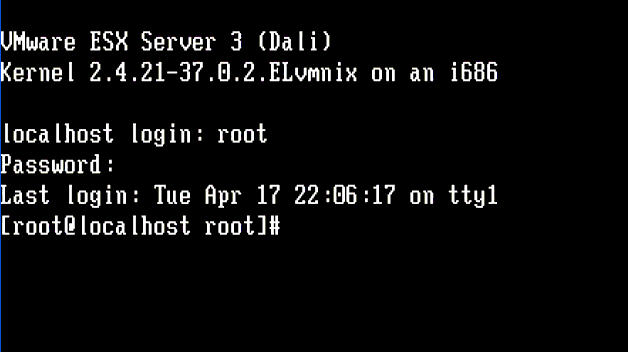 VMware ESX Server 3 (Dali)
Kernel 2.4.21-37.0.2.ELvmnix on an i686
localhost login: root
Password:
Last login: Tue Apr 17 22:06:17 on tty1
[root@localhost root]#